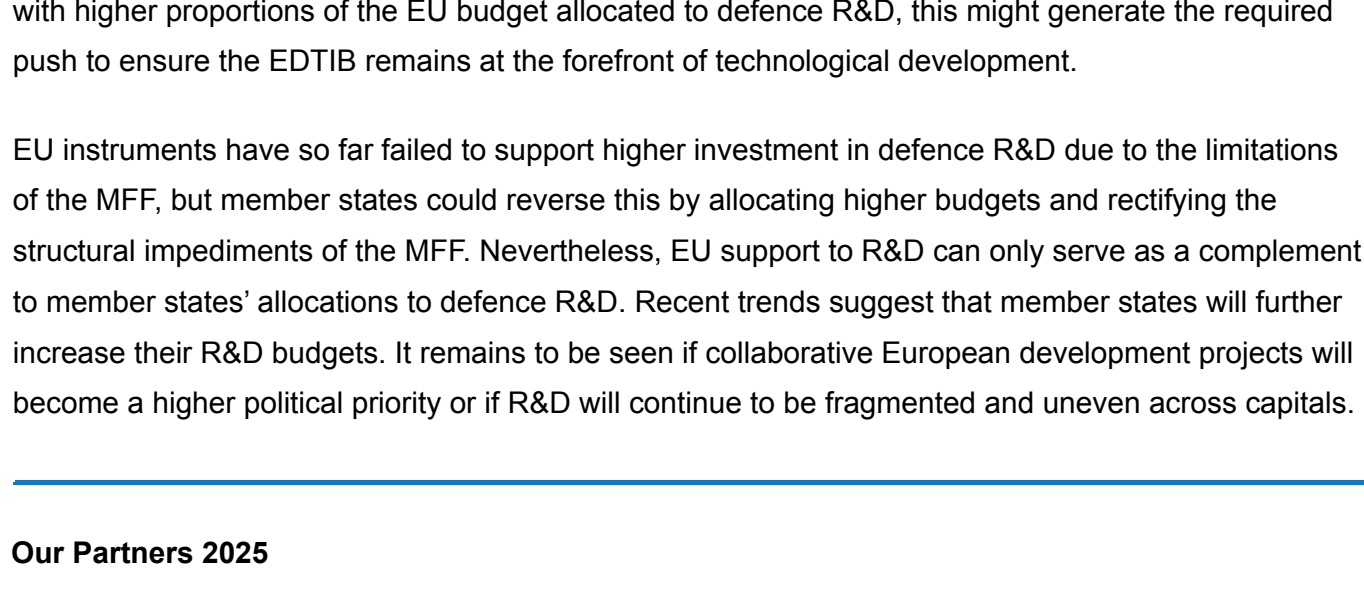 with higher proportions of the EU budget allocated to defence R&D, this might generate the required
push to ensure the EDTIB remains at the forefront of technological development.
EU instruments have so far failed to support higher investment in defence R&D due to the limitations
of the MFF, but member states could reverse this by allocating higher budgets and rectifying the
structural impediments of the MFF. Nevertheless, EU support to R&D can only serve as a complement
to member states’ allocations to defence R&D. Recent trends suggest that member states will further
increase their R&D budgets. It remains to be seen if collaborative European development projects will
become a higher political priority or if R&D will continue to be fragmented and uneven across capitals.
Our Partners 2025